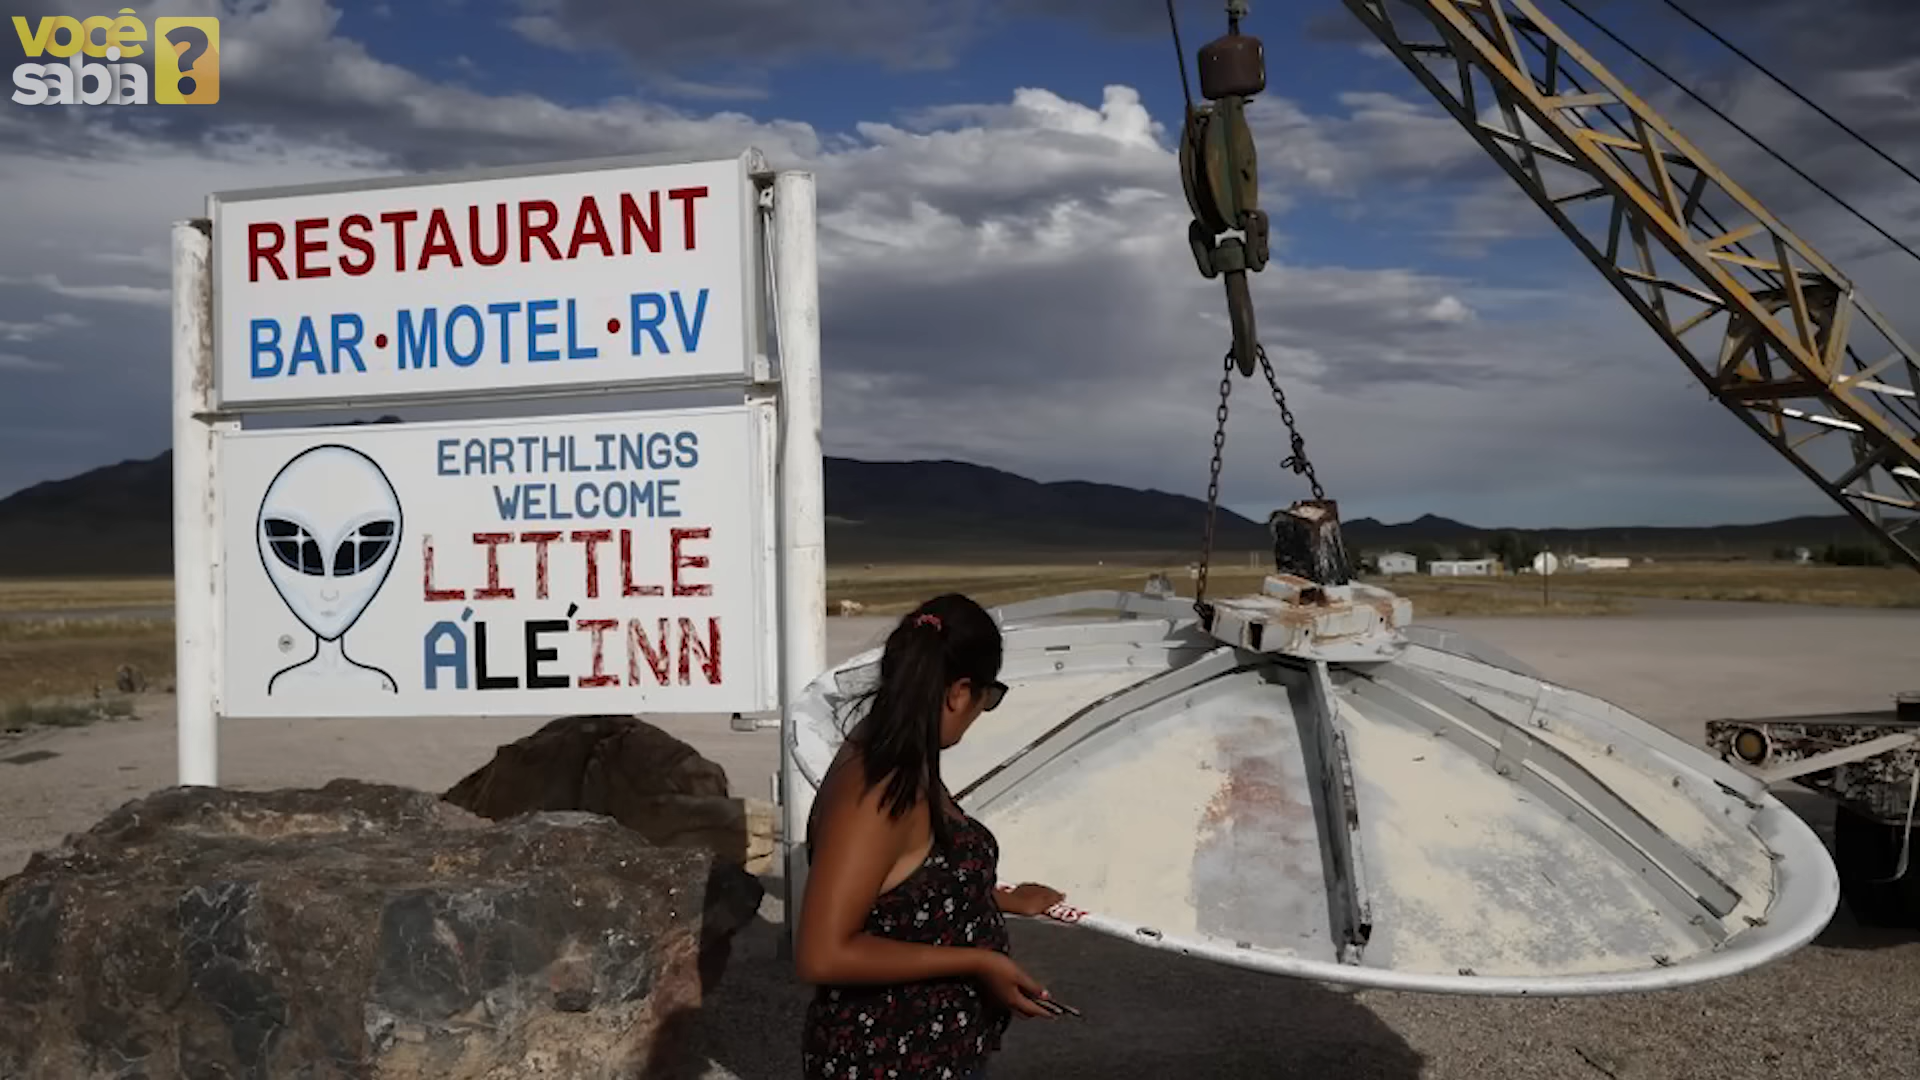 você
sabia ?
RESTAURANT
BAR·MOTEL·RV
EARTHLINGS
WELCOME
LITTLE
A'LE'INN